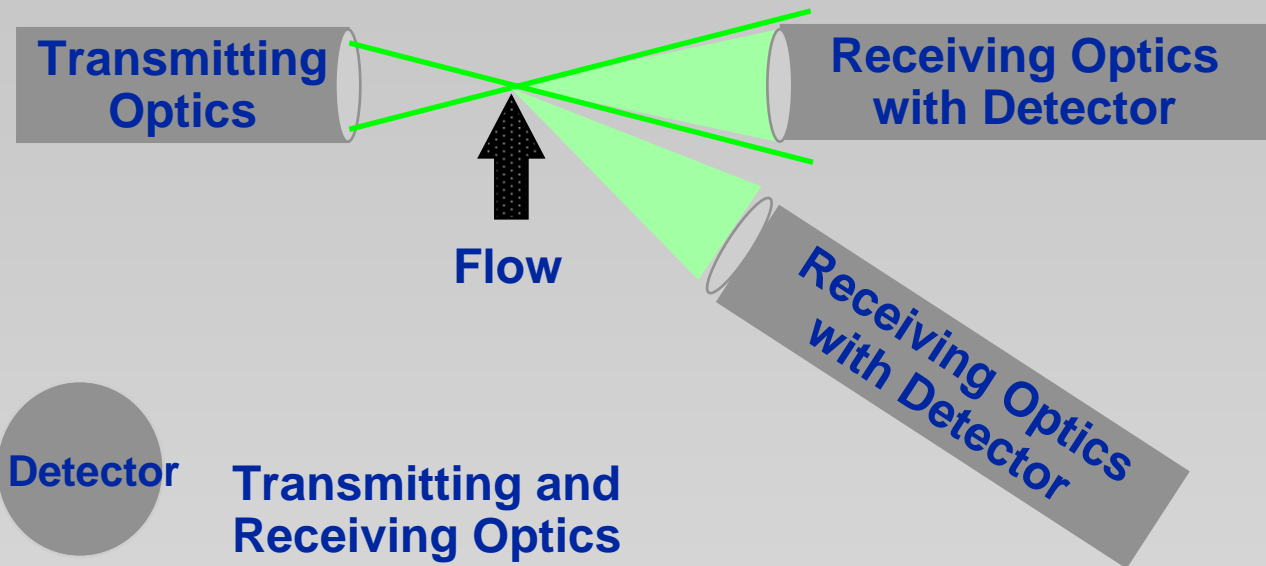 Transmitting
Optics
Receiving Optics
with Detector
Flow
Receiving Optics
with Detector
Detector
Transmitting and
Receiving Optics